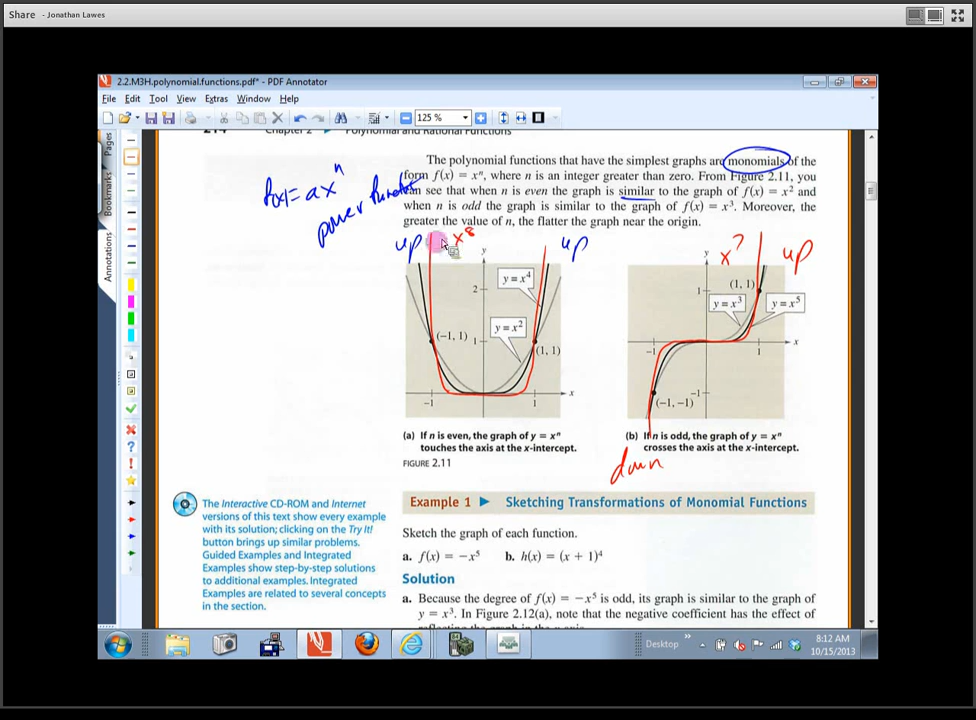 Share - Jonathan Lawes
2.2.M3H.polynomial.functions.pdf* - PDF Annotator
File Edit Tool View Extras Window Help
125 %
Pages
Bookmarks
Annotations
Chapter 2 ▶ Polynomial and Rational Functions
The polynomial functions that have the simplest graphs are monomials of the
form f(x) = xⁿ, where n is an integer greater than zero. From Figure 2.11, you
can see that when n is even the graph is similar to the graph of f(x) = x² and
when n is odd the graph is similar to the graph of f(x) = x³. Moreover, the
greater the value of n, the flatter the graph near the origin.
f(x) = axⁿ
power function
up x⁸ up
y
y = x⁴
2
y = x²
(−1, 1) 1
(1, 1)
x
−1 1
x⁷ up
y
(1, 1)
1
y = x³ y = x⁵
x
−1 1
−1
(−1, −1)
down
(a) If n is even, the graph of y = xⁿ
touches the axis at the x-intercept.
(b) If n is odd, the graph of y = xⁿ
crosses the axis at the x-intercept.
FIGURE 2.11
The Interactive CD-ROM and Internet
versions of this text show every example
with its solution; clicking on the Try It!
button brings up similar problems.
Guided Examples and Integrated
Examples show step-by-step solutions
to additional examples. Integrated
Examples are related to several concepts
in the section.
Example 1 ▶ Sketching Transformations of Monomial Functions
Sketch the graph of each function.
a. f(x) = −x⁵ b. h(x) = (x + 1)⁴
Solution
a. Because the degree of f(x) = −x⁵ is odd, its graph is similar to the graph of
y = x³. In Figure 2.12(a), note that the negative coefficient has the effect of
Desktop
8:12 AM
10/15/2013